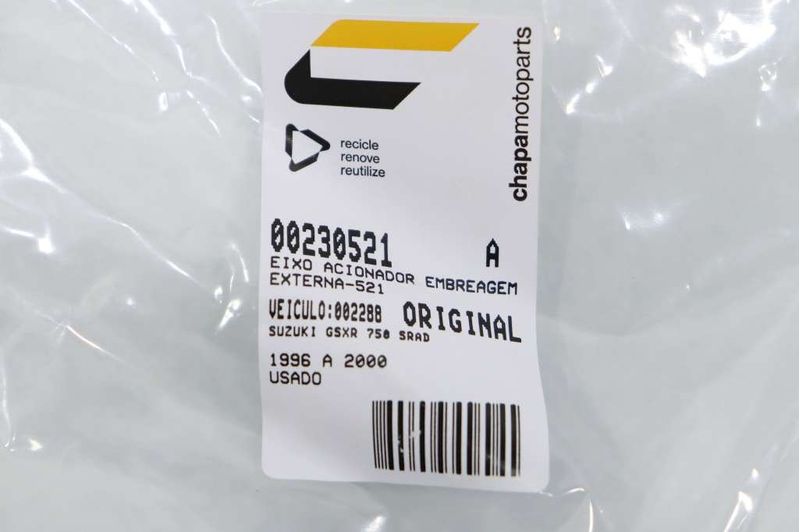 chapamotoparts
recicle
renove
reutilize
00230521 A
EIXO ACIONADOR EMBREAGEM
EXTERNA-521
VEICULO:002288 ORIGINAL
SUZUKI GSXR 750 SRAD
1996 A 2000
USADO